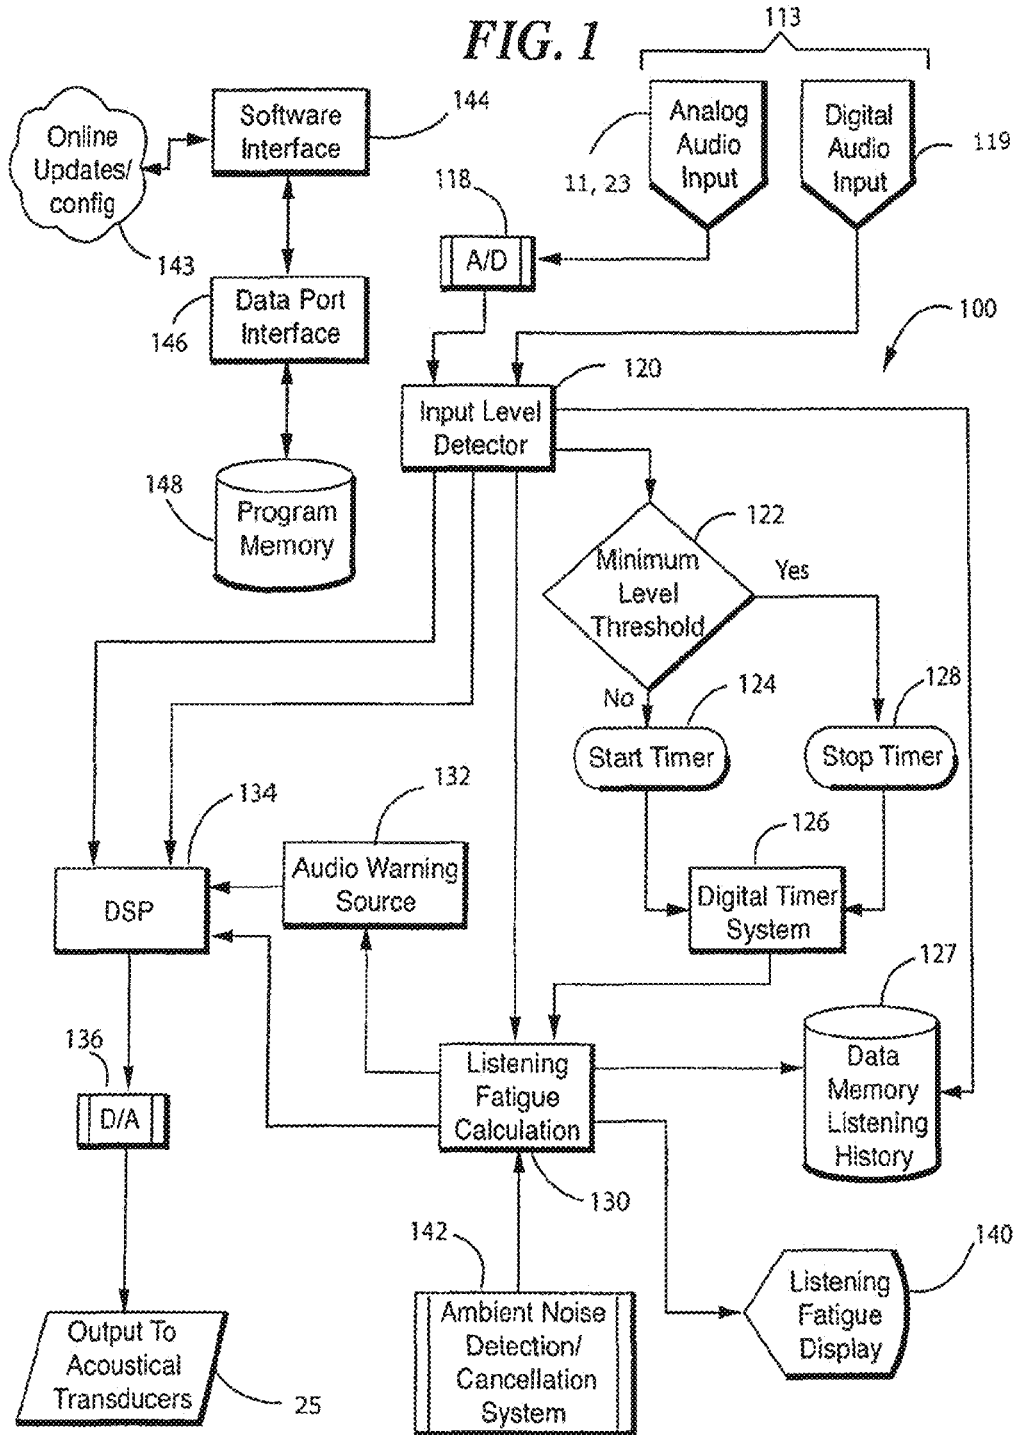 FIG. 1
113
144
Software
Interface
Online
Updates/
config
143
Analog
Audio
Input
11, 23
Digital
Audio
Input
119
118
A/D
Data Port
Interface
146
100
120
Input Level
Detector
148
Program
Memory
122
Minimum
Level
Threshold
Yes
No
124
128
Start Timer
Stop Timer
134
132
126
Audio Warning
Source
DSP
Digital Timer
System
127
136
D/A
Listening
Fatigue
Calculation
Data
Memory
Listening
History
130
142
140
Ambient Noise
Detection/
Cancellation
System
Listening
Fatigue
Display
Output To
Acoustical
Transducers
25